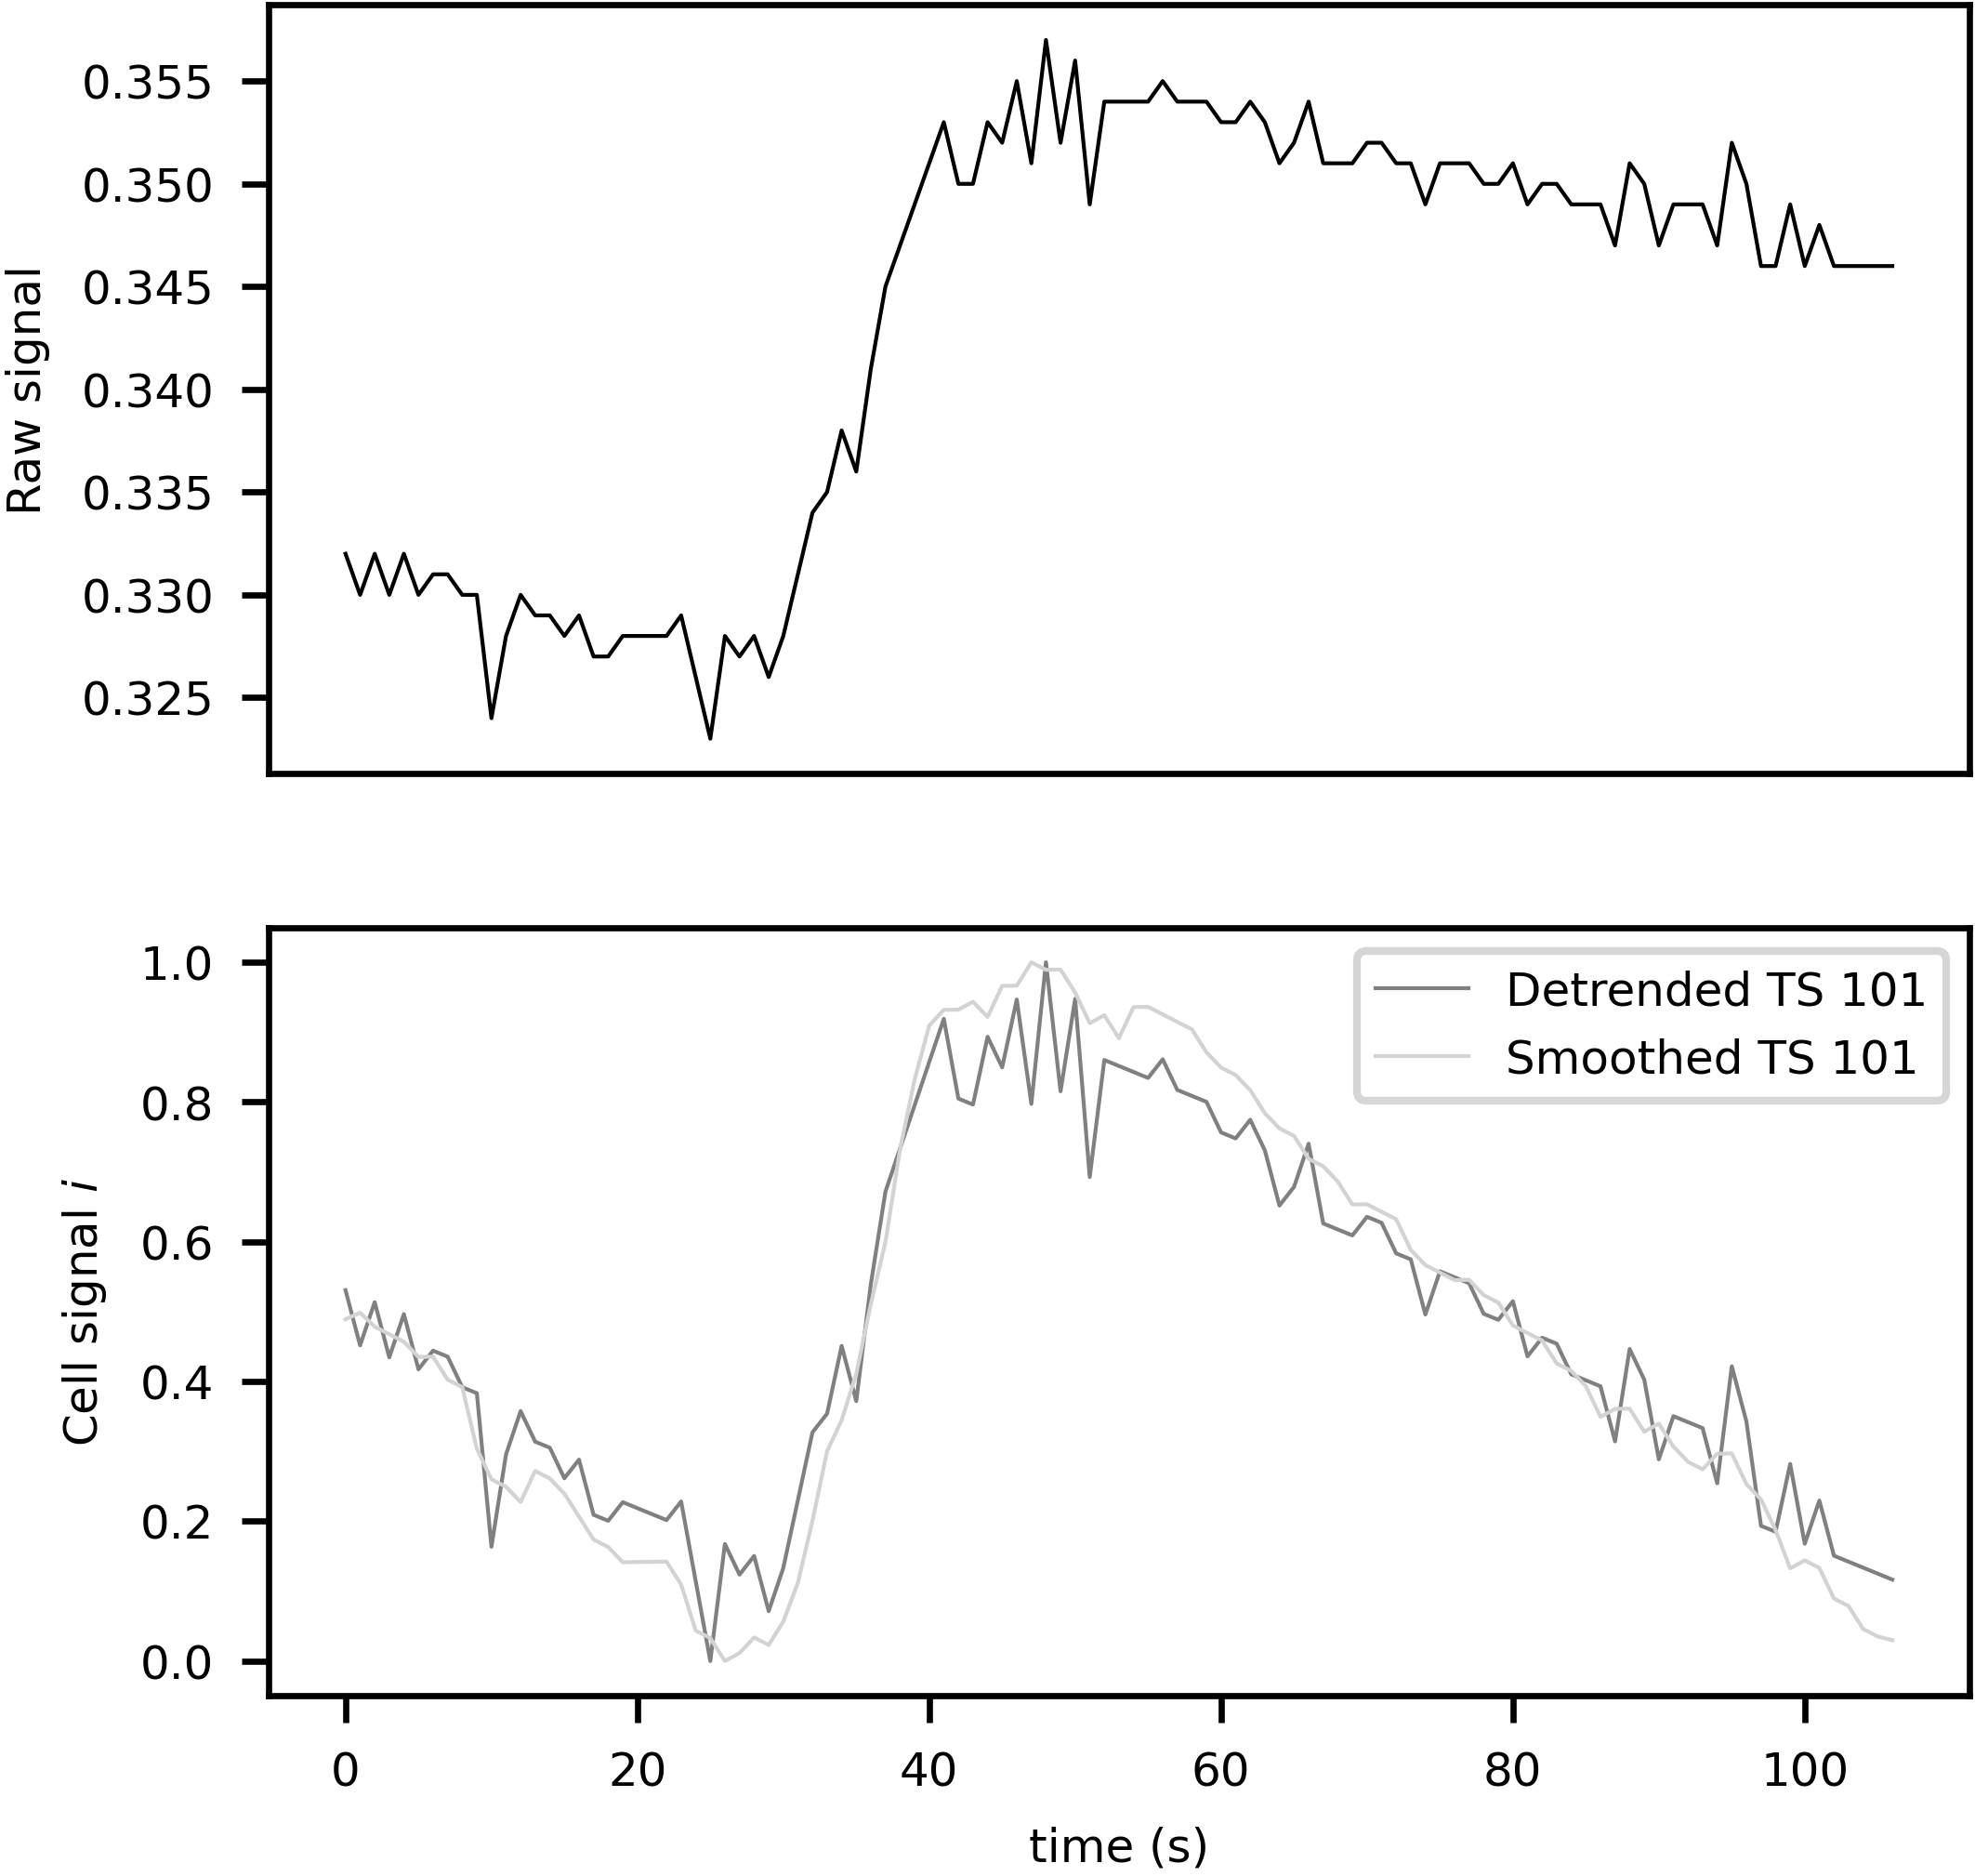 Raw signal
0.355
0.350
0.345
0.340
0.335
0.330
0.325
Cell signal i
1.0
0.8
0.6
0.4
0.2
0.0
Detrended TS 101
Smoothed TS 101
0 20 40 60 80 100
time (s)